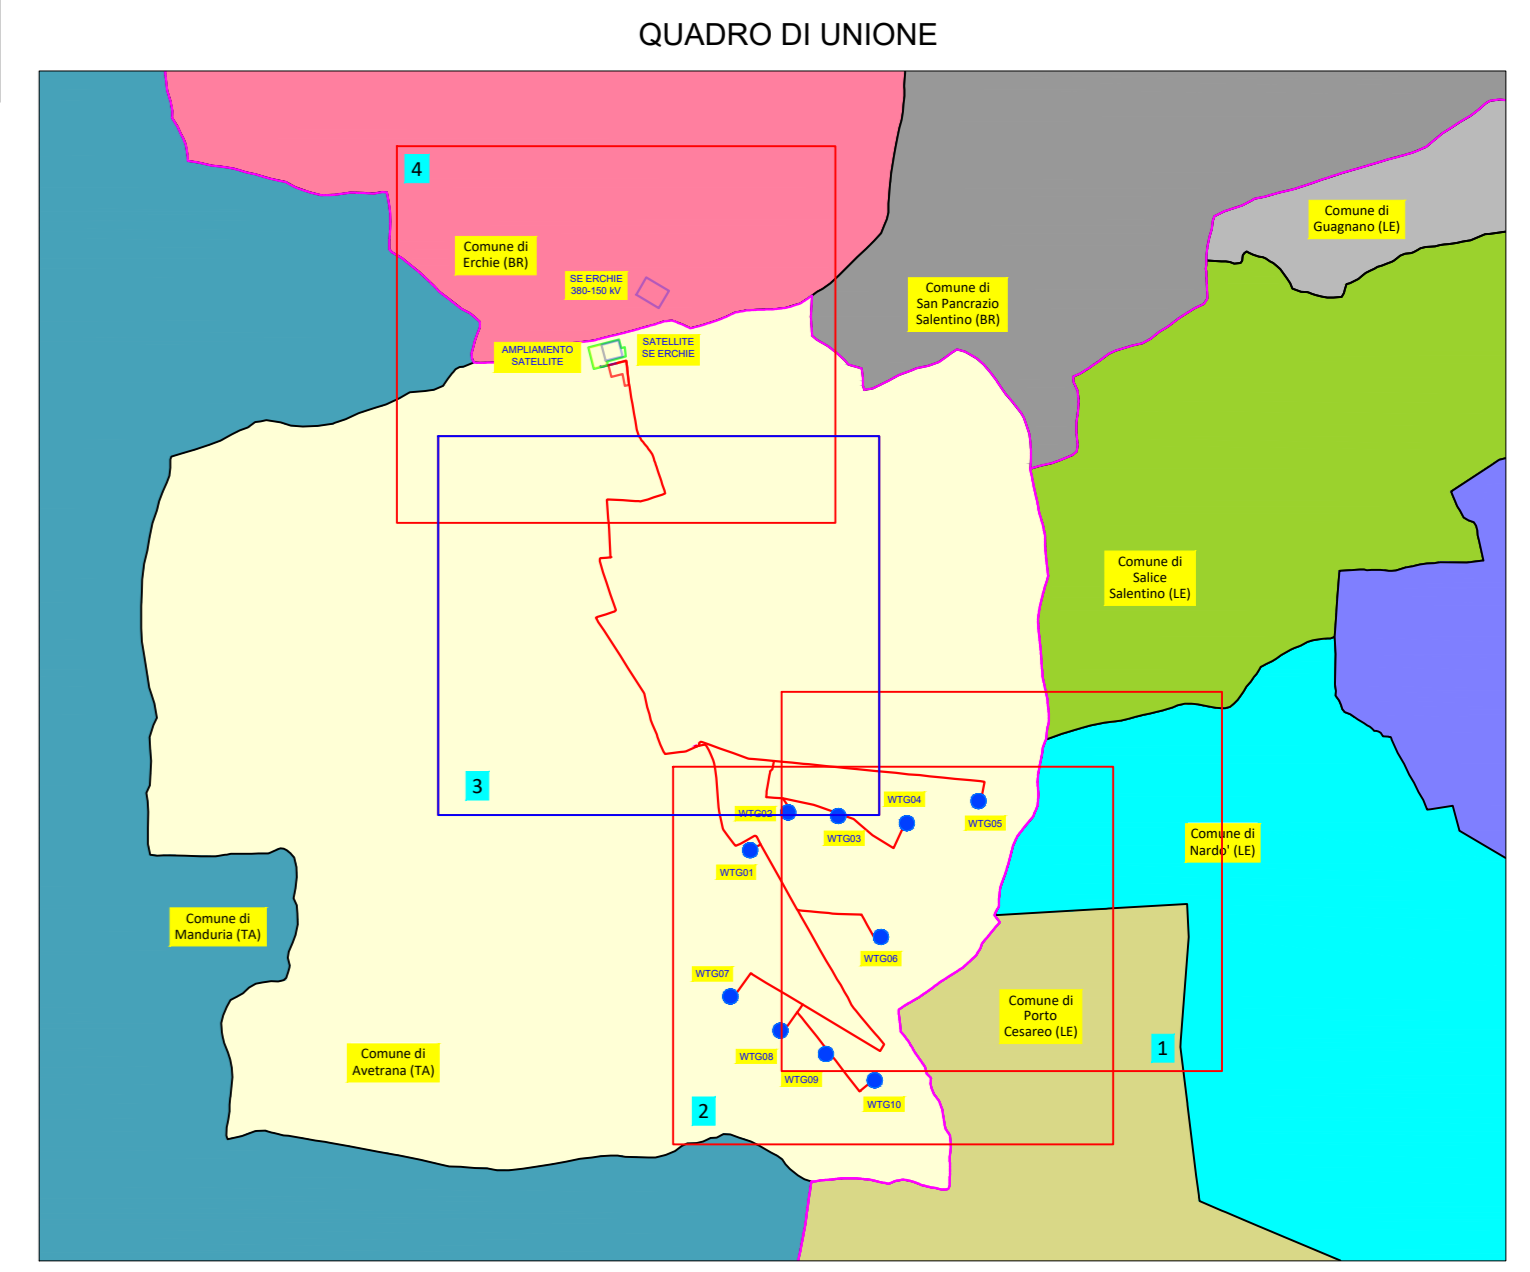 QUADRO DI UNIONE
4
Comune di
Erchie (BR)
SE ERCHIE
380-150 kV
AMPLIAMENTO
SATELLITE
SATELLITE
SE ERCHIE
Comune di
San Pancrazio
Salentino (BR)
Comune di
Guagnano (LE)
Comune di
Salice
Salentino (LE)
3
WTG02
WTG03
WTG04
WTG05
WTG01
Comune di
Nardo' (LE)
Comune di
Manduria (TA)
WTG06
WTG07
Comune di
Porto
Cesareo (LE)
1
WTG08
WTG09
WTG10
Comune di
Avetrana (TA)
2